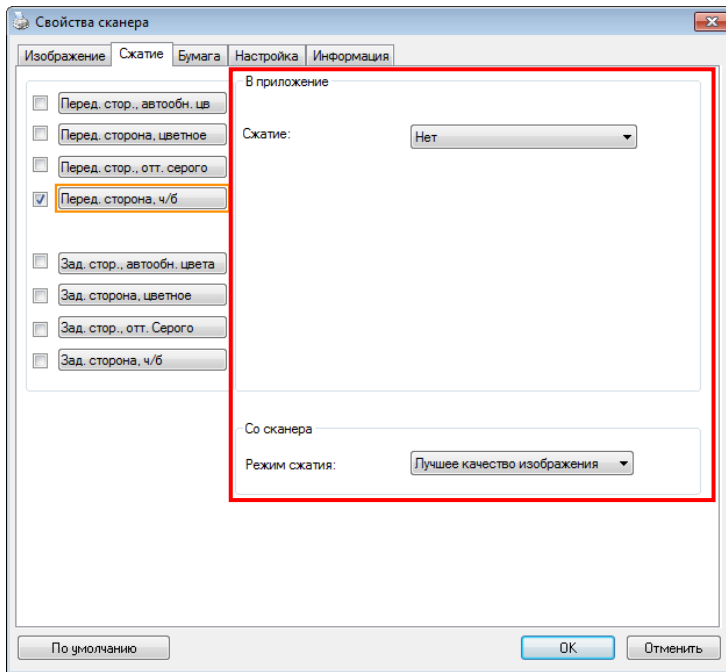 Свойства сканера
Изображение Сжатие Бумага Настройка Информация
Перед. стор., автообн. цв
Перед. сторона, цветное
Перед. стор., отт. серого
Перед. сторона, ч/б
Зад. стор., автообн. цвета
Зад. сторона, цветное
Зад. стор., отт. Серого
Зад. сторона, ч/б
В приложение
Сжатие: Нет
Со сканера
Режим сжатия: Лучшее качество изображения
По умолчанию OK Отменить